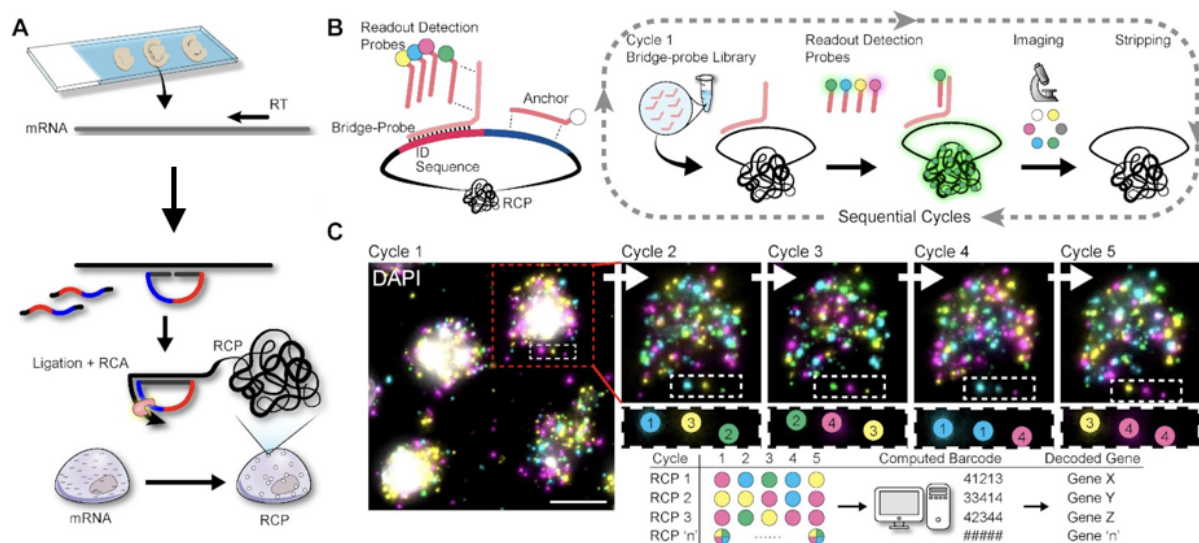 A
RT
mRNA
Ligation + RCA
RCP
mRNA
RCP
B
Readout Detection
Probes
Anchor
Bridge-Probe
ID
Sequence
RCP
Cycle 1
Bridge-probe Library
Readout Detection
Probes
Imaging
Stripping
Sequential Cycles
C
Cycle 1
Cycle 2
Cycle 3
Cycle 4
Cycle 5
DAPI
1 3 2
2 4 3
1 1 4
3 4 4
Cycle 1 2 3 4 5 Computed Barcode Decoded Gene
RCP 1 41213 Gene X
RCP 2 33414 Gene Y
RCP 3 42344 Gene Z
RCP 'n' ...... ##### Gene 'n'